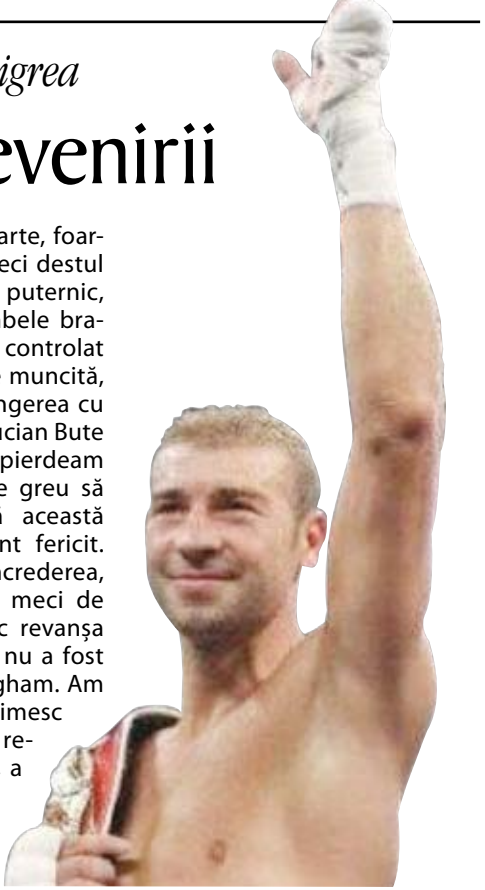 igrea
evenirii
arte, foar-
eci destul
puternic,
bele bra-
controlat
muncită,
ngerea cu
ucian Bute
pierdeam
e greu să
această
nt fericit.
crederea,
meci de
c revanșa
nu a fost
gham. Am
imesc
re-
a